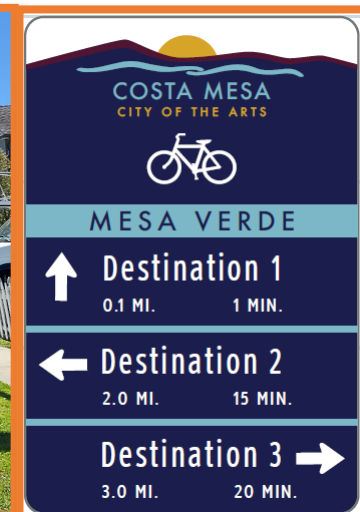 COSTA MESA
CITY OF THE ARTS
MESA VERDE
Destination 1
0.1 MI. 1 MIN.
Destination 2
2.0 MI. 15 MIN.
Destination 3
3.0 MI. 20 MIN.